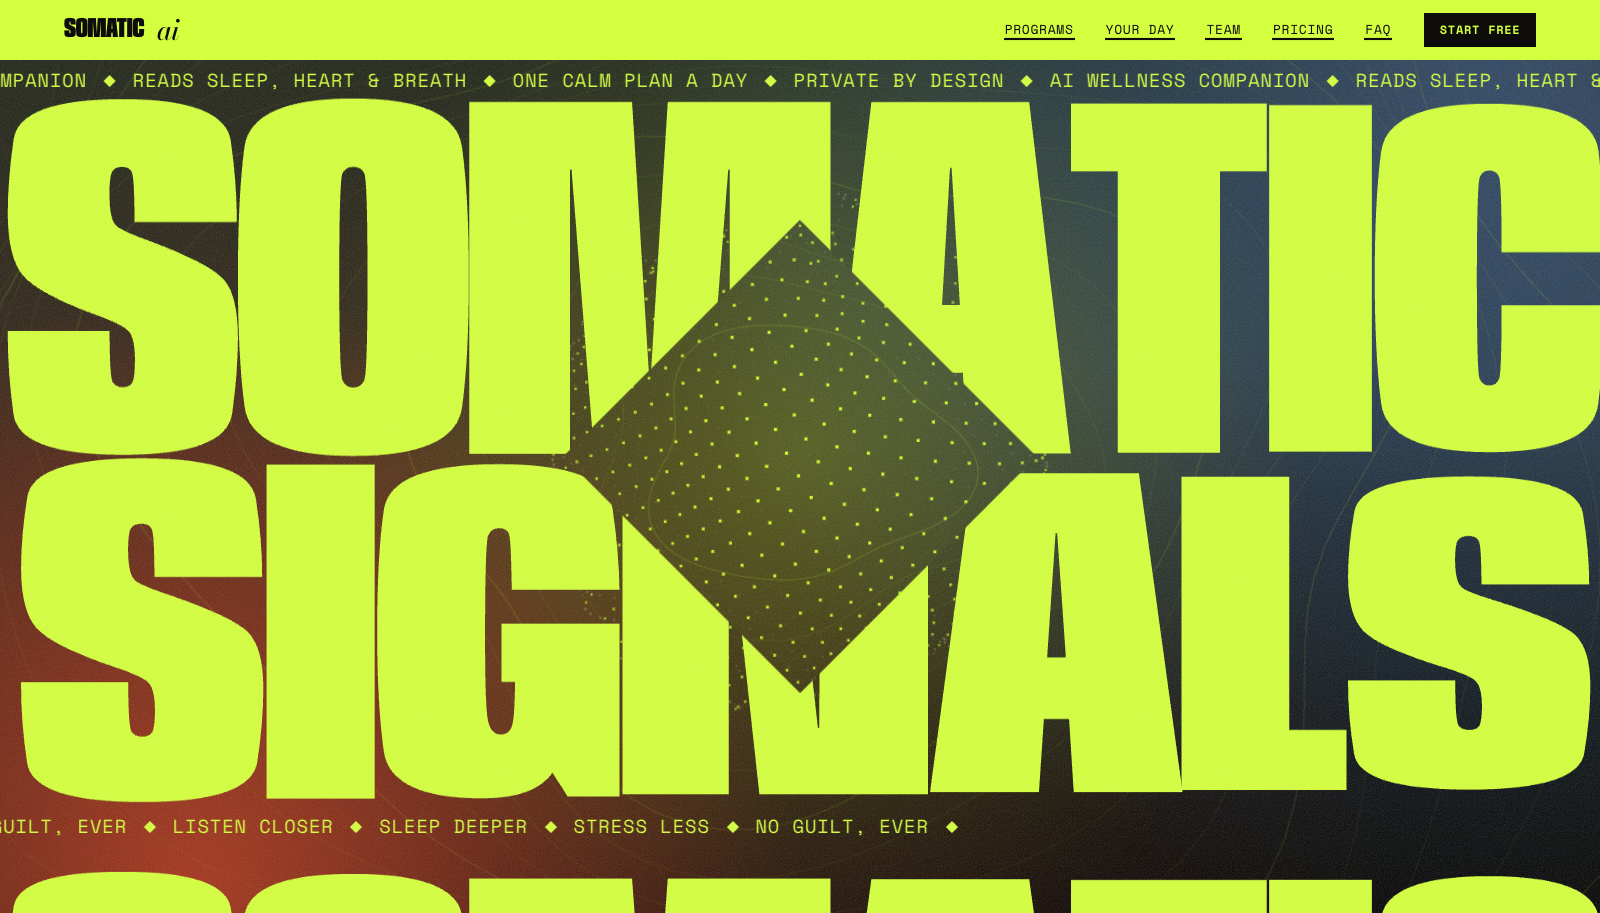 SOMATIC ai
PROGRAMS YOUR DAY TEAM PRICING FAQ START FREE
MPANION ◆ READS SLEEP, HEART & BREATH ◆ ONE CALM PLAN A DAY ◆ PRIVATE BY DESIGN ◆ AI WELLNESS COMPANION ◆ READS SLEEP, HEART &
SOMATIC
SIGNALS
GUILT, EVER ◆ LISTEN CLOSER ◆ SLEEP DEEPER ◆ STRESS LESS ◆ NO GUILT, EVER ◆